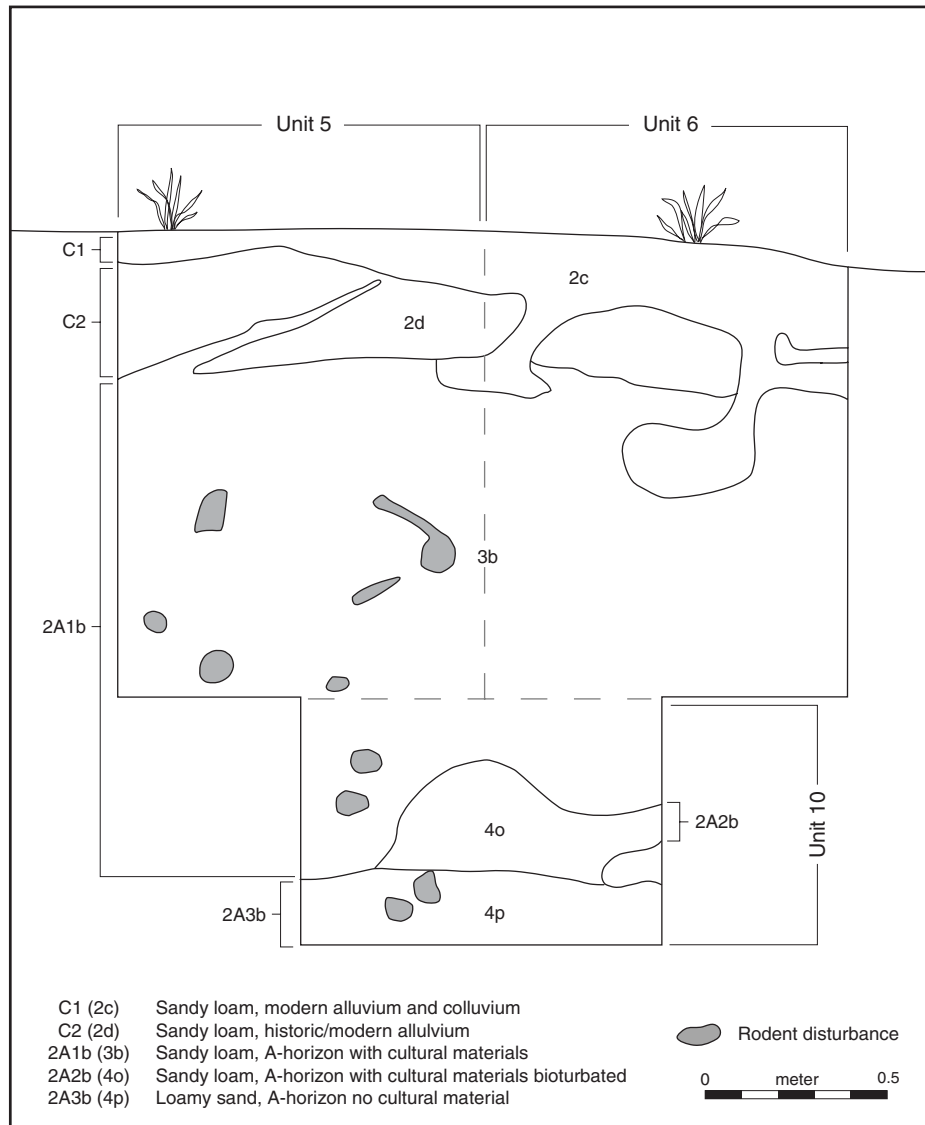 Unit 5
Unit 6
C1
2c
C2
2d
3b
2A1b
Unit 10
2A2b
4o
2A3b
4p
C1 (2c) Sandy loam, modern alluvium and colluvium
C2 (2d) Sandy loam, historic/modern allulvium
2A1b (3b) Sandy loam, A-horizon with cultural materials
2A2b (4o) Sandy loam, A-horizon with cultural materials bioturbated
2A3b (4p) Loamy sand, A-horizon no cultural material
Rodent disturbance
0 meter 0.5